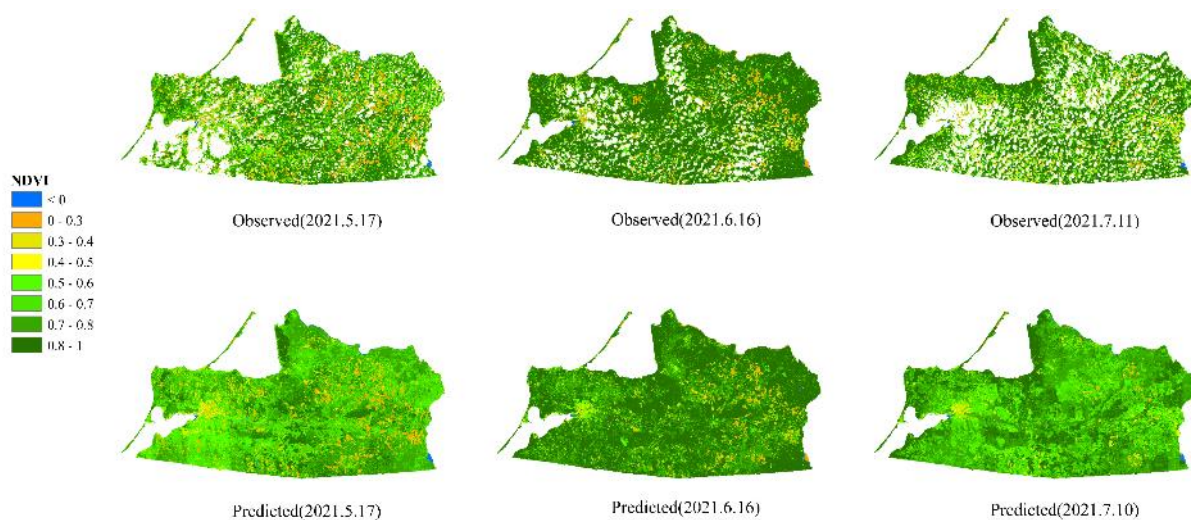 Observed(2021.5.17)
Observed(2021.6.16)
Observed(2021.7.11)
NDVI
< 0
0 - 0.3
0.3 - 0.4
0.4 - 0.5
0.5 - 0.6
0.6 - 0.7
0.7 - 0.8
0.8 - 1
Predicted(2021.5.17)
Predicted(2021.6.16)
Predicted(2021.7.10)